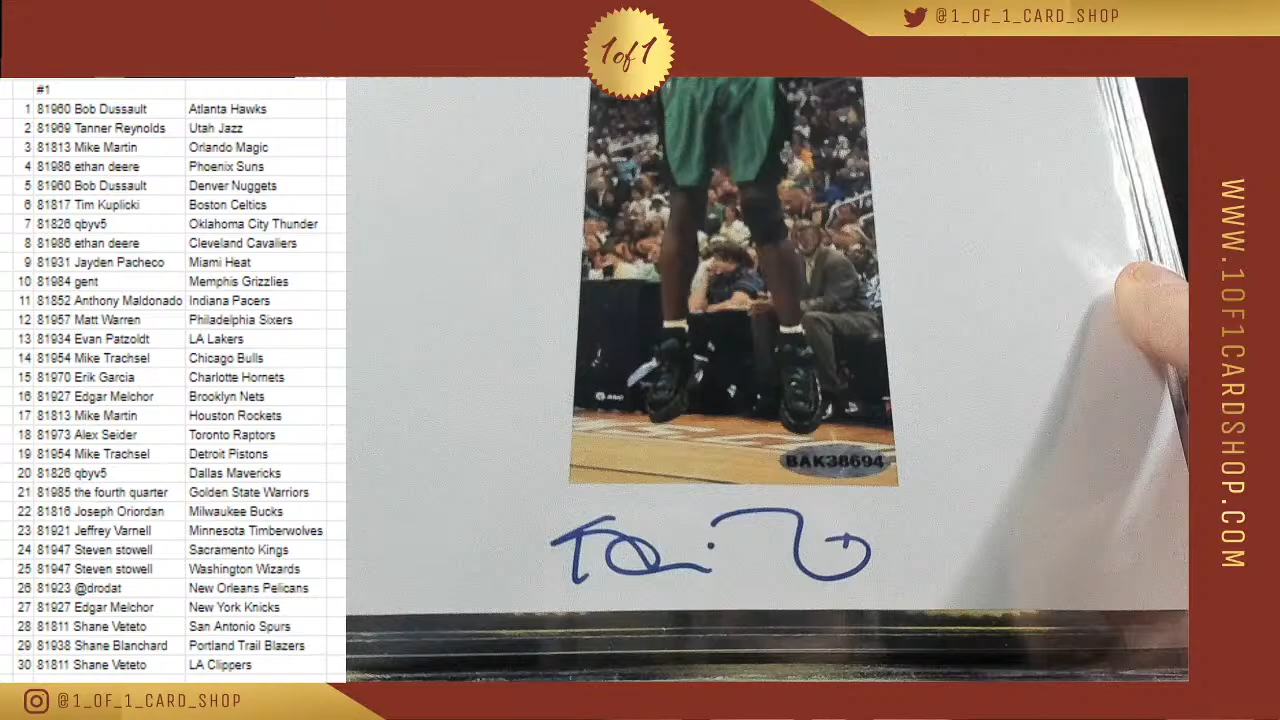 @1_OF_1_CARD_SHOP
1of1
#1
1 81960 Bob Dussault Atlanta Hawks
2 81969 Tanner Reynolds Utah Jazz
3 81813 Mike Martin Orlando Magic
4 81986 ethan deere Phoenix Suns
5 81960 Bob Dussault Denver Nuggets
6 81817 Tim Kuplicki Boston Celtics
7 81826 qbyv5 Oklahoma City Thunder
8 81986 ethan deere Cleveland Cavaliers
9 81931 Jayden Pacheco Miami Heat
10 81984 gent Memphis Grizzlies
11 81852 Anthony Maldonado Indiana Pacers
12 81957 Matt Warren Philadelphia Sixers
13 81934 Evan Patzoldt LA Lakers
14 81954 Mike Trachsel Chicago Bulls
15 81970 Erik Garcia Charlotte Hornets
16 81927 Edgar Melchor Brooklyn Nets
17 81813 Mike Martin Houston Rockets
18 81973 Alex Seider Toronto Raptors
19 81954 Mike Trachsel Detroit Pistons
20 81826 qbyv5 Dallas Mavericks
21 81985 the fourth quarter Golden State Warriors
22 81816 Joseph Oriordan Milwaukee Bucks
23 81921 Jeffrey Varnell Minnesota Timberwolves
24 81947 Steven stowell Sacramento Kings
25 81947 Steven stowell Washington Wizards
26 81923 @drodat New Orleans Pelicans
27 81927 Edgar Melchor New York Knicks
28 81811 Shane Veteto San Antonio Spurs
29 81938 Shane Blanchard Portland Trail Blazers
30 81811 Shane Veteto LA Clippers
BAK38694
WWW.1OF1CARDSHOP.COM
@1_OF_1_CARD_SHOP